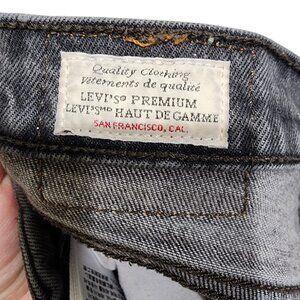 Quality Clothing
Vêtements de qualité
LEVI'S® PREMIUM
LEVI'S®MD HAUT DE GAMME
SAN FRANCISCO, CAL.